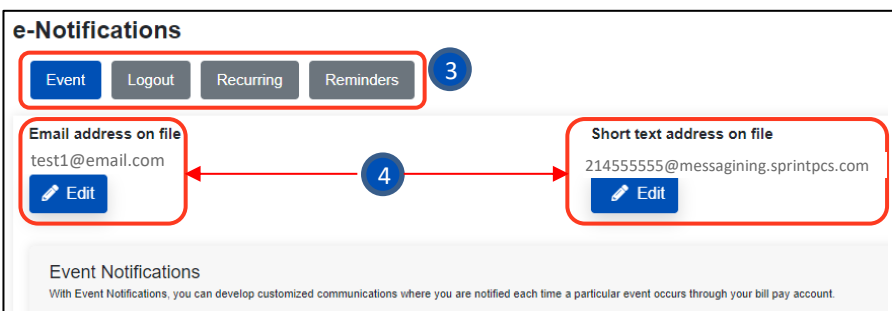 e-Notifications
Event Logout Recurring Reminders 3
Email address on file Short text address on file
test1@email.com 214555555@messagining.sprintpcs.com
4
Edit Edit
Event Notifications
With Event Notifications, you can develop customized communications where you are notified each time a particular event occurs through your bill pay account.